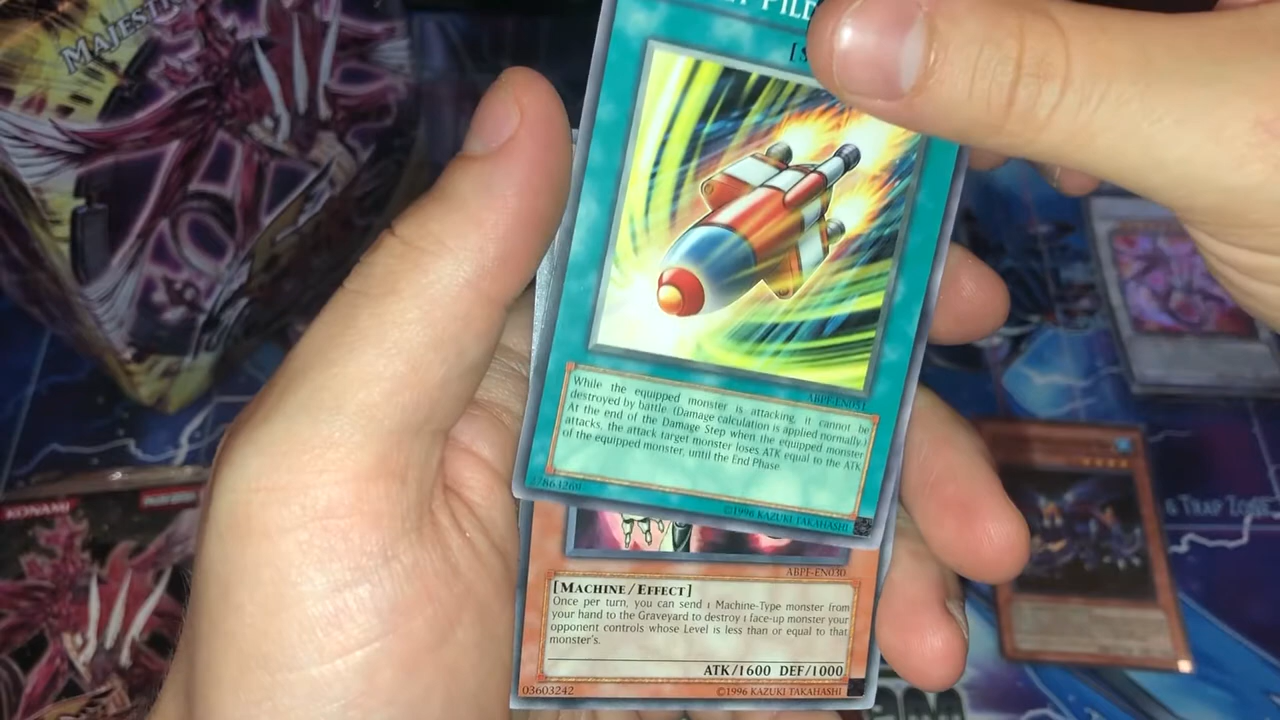 MAJESTI
PILE
[S
ABPF-EN051
While the equipped monster is attacking, it cannot be
destroyed by battle (Damage calculation is applied normally.)
At the end of the Damage Step when the equipped monster
attacks, the attack target monster loses ATK equal to the ATK
of the equipped monster, until the End Phase.
©1996 KAZUKI TAKAHASHI
ABPF-EN030
[MACHINE/EFFECT]
Once per turn, you can send 1 Machine-Type monster from
your hand to the Graveyard to destroy 1 face-up monster your
opponent controls whose Level is less than or equal to that
monster's.
ATK/1600 DEF/1000
03603242
©1996 KAZUKI TAKAHASHI
KONAMI
& TRAP ZONE